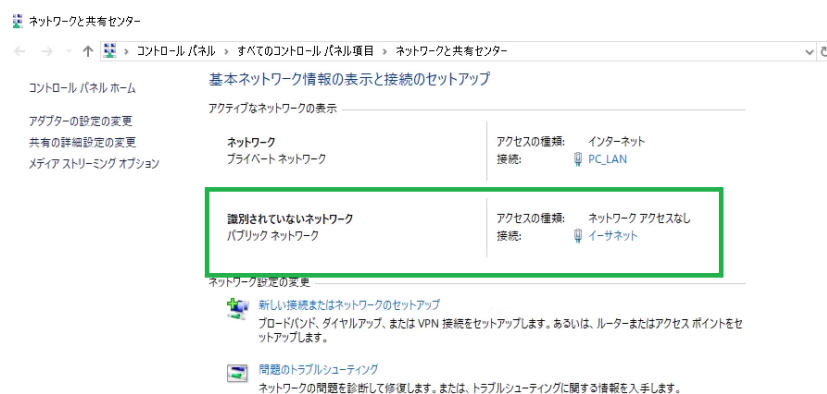 ネットワークと共有センター
コントロール パネル › すべてのコントロール パネル項目 › ネットワークと共有センター
コントロール パネル ホーム
アダプターの設定の変更
共有の詳細設定の変更
メディア ストリーミング オプション
基本ネットワーク情報の表示と接続のセットアップ
アクティブなネットワークの表示
ネットワーク
プライベート ネットワーク
アクセスの種類: インターネット
接続: PC_LAN
識別されていないネットワーク
パブリック ネットワーク
アクセスの種類: ネットワーク アクセスなし
接続: イーサネット
ネットワーク設定の変更
新しい接続またはネットワークのセットアップ
ブロードバンド、ダイヤルアップ、または VPN 接続をセットアップします。あるいは、ルーターまたはアクセス ポイントをセ
ットアップします。
問題のトラブルシューティング
ネットワークの問題を診断して修復します。または、トラブルシューティングに関する情報を入手します。